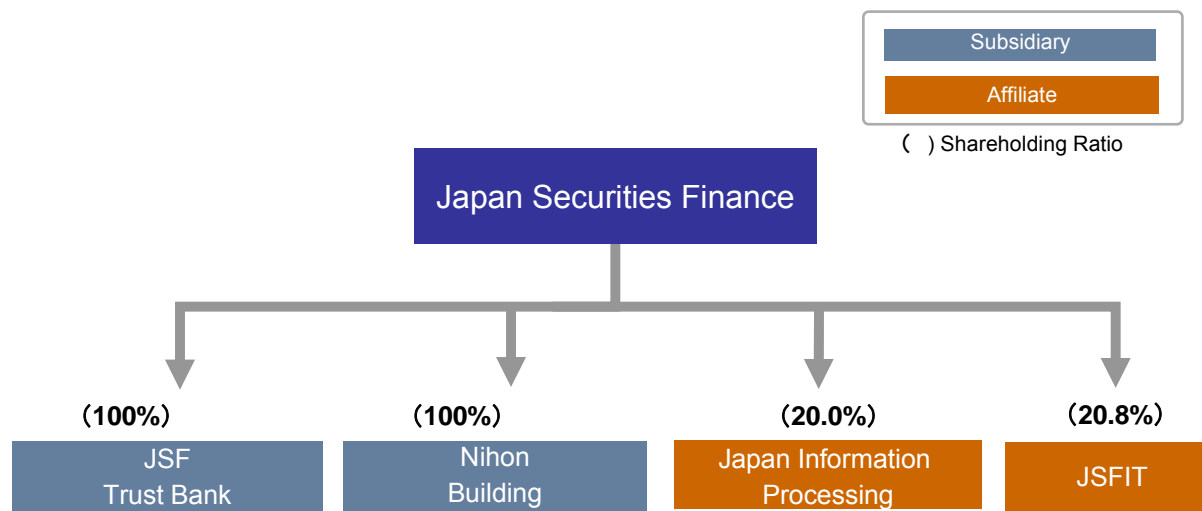 Subsidiary
Affiliate
(  ) Shareholding Ratio
Japan Securities Finance
（100%）
（100%）
（20.0%）
（20.8%）
JSF
Trust Bank
Nihon
Building
Japan Information
Processing
JSFIT